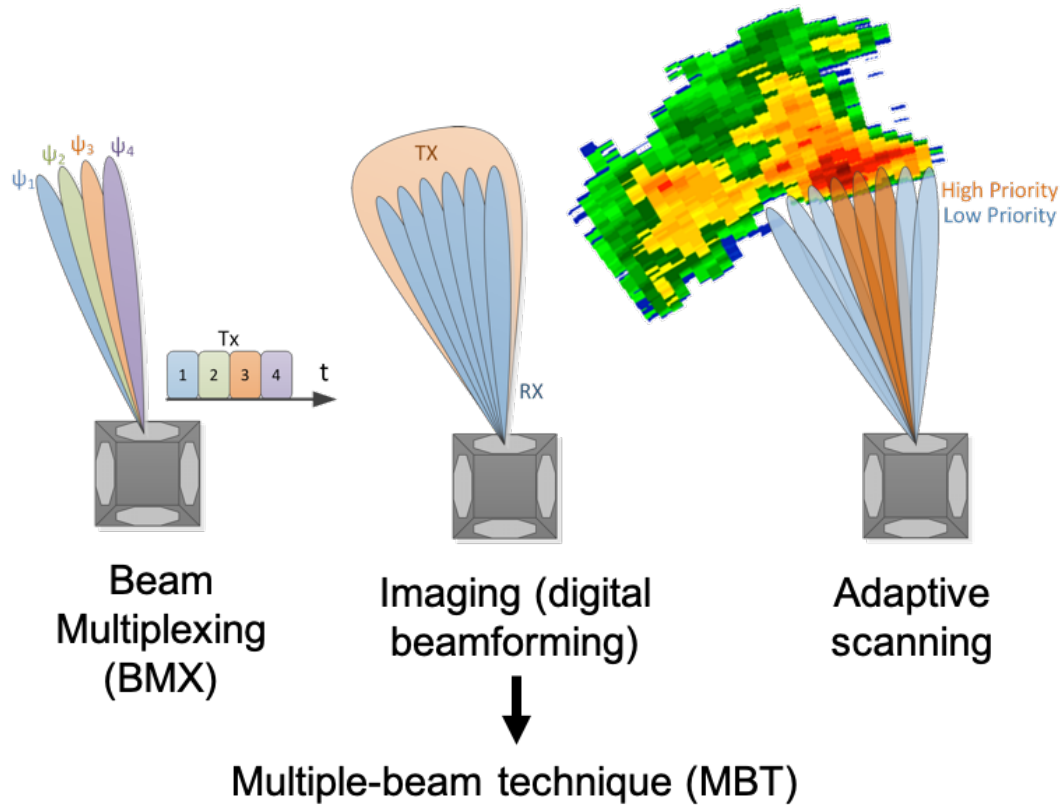 ψ1
ψ2
ψ3
ψ4
Tx
1 2 3 4
t
TX
RX
High Priority
Low Priority
Beam
Multiplexing
(BMX)
Imaging (digital
beamforming)
Adaptive
scanning
Multiple-beam technique (MBT)